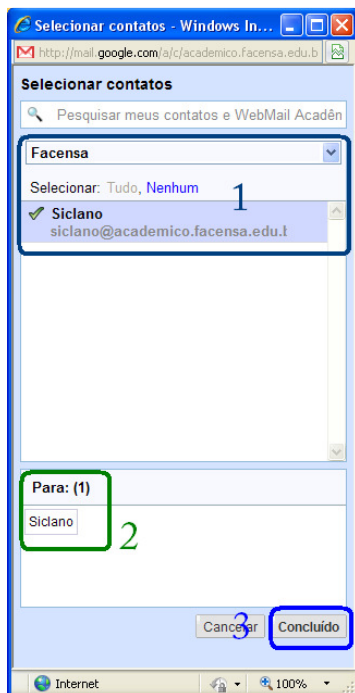 Selecionar contatos - Windows In...
http://mail.google.com/a/c/academico.facensa.edu.b
Selecionar contatos
Pesquisar meus contatos e WebMail Acadên
Facensa
Selecionar: Tudo, Nenhum
1
Siclano
siclano@academico.facensa.edu.b
Para: (1)
Siclano
2
Cancelar
3
Concluído
Internet
100%